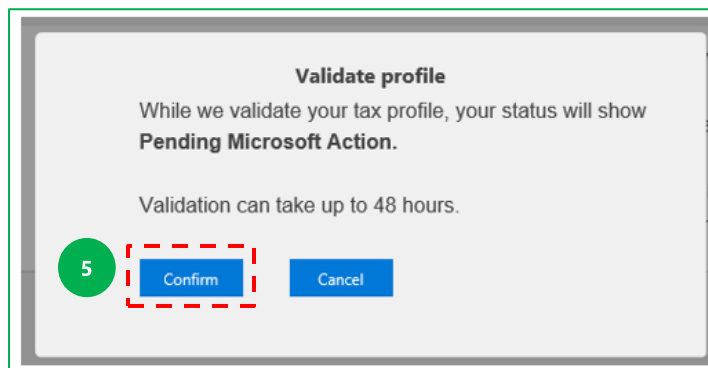 Validate profile
While we validate your tax profile, your status will show
Pending Microsoft Action.
Validation can take up to 48 hours.
5
Confirm
Cancel